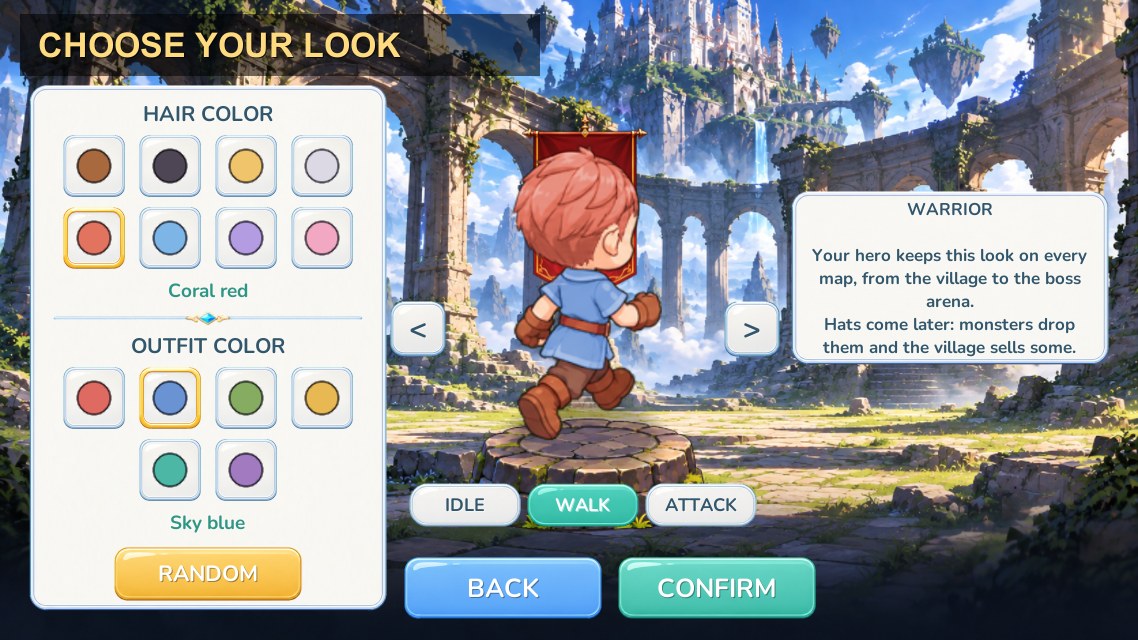 CHOOSE YOUR LOOK
HAIR COLOR
Coral red
OUTFIT COLOR
Sky blue
RANDOM
<
>
IDLE
WALK
ATTACK
BACK
CONFIRM
WARRIOR
Your hero keeps this look on every
map, from the village to the boss
arena.
Hats come later: monsters drop
them and the village sells some.